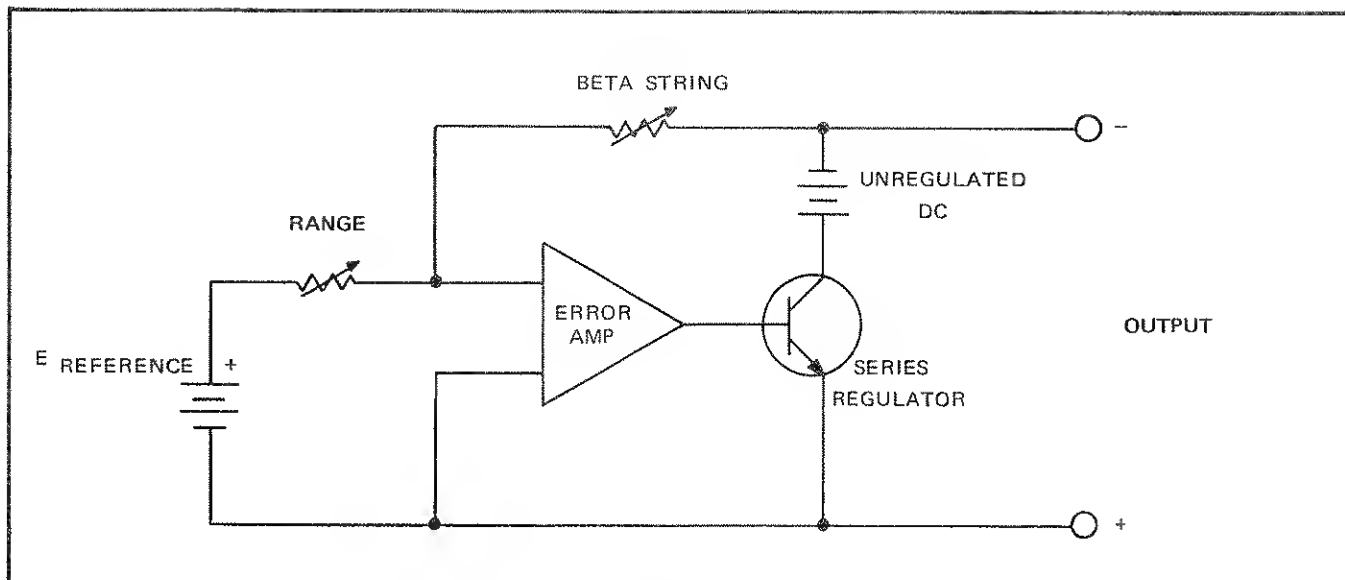 BETA STRING
−
UNREGULATED
DC
RANGE
ERROR
AMP
OUTPUT
E REFERENCE +
SERIES
REGULATOR
+